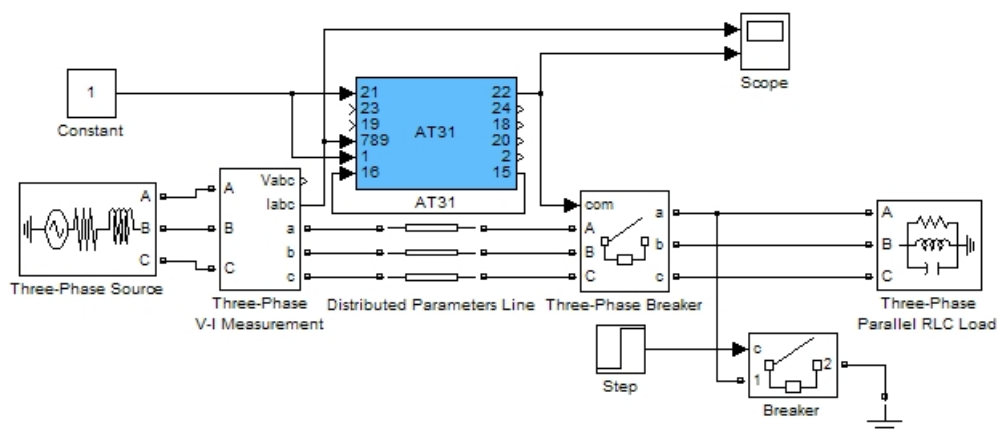 Scope
1
Constant
21 22
23 24
19 AT31 18
789 20
1 2
16 15
AT31
A
B
C
Three-Phase Source
A Vabc
Iabc
B a
b
C c
Three-Phase
V-I Measurement
Distributed Parameters Line
com
A a
B b
C c
Three-Phase Breaker
A
B
C
Three-Phase
Parallel RLC Load
Step
c
1 2
Breaker